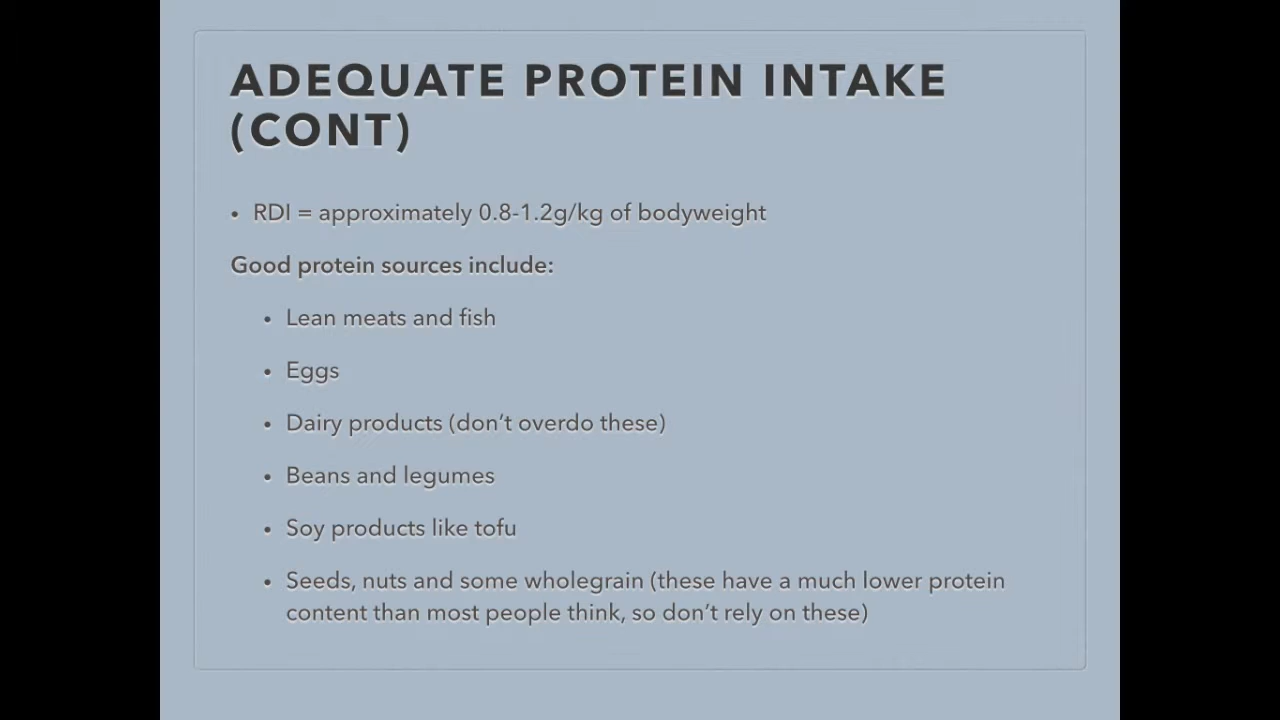 ADEQUATE PROTEIN INTAKE
(CONT)
• RDI = approximately 0.8-1.2g/kg of bodyweight
Good protein sources include:
• Lean meats and fish
• Eggs
• Dairy products (don’t overdo these)
• Beans and legumes
• Soy products like tofu
• Seeds, nuts and some wholegrain (these have a much lower protein
content than most people think, so don’t rely on these)